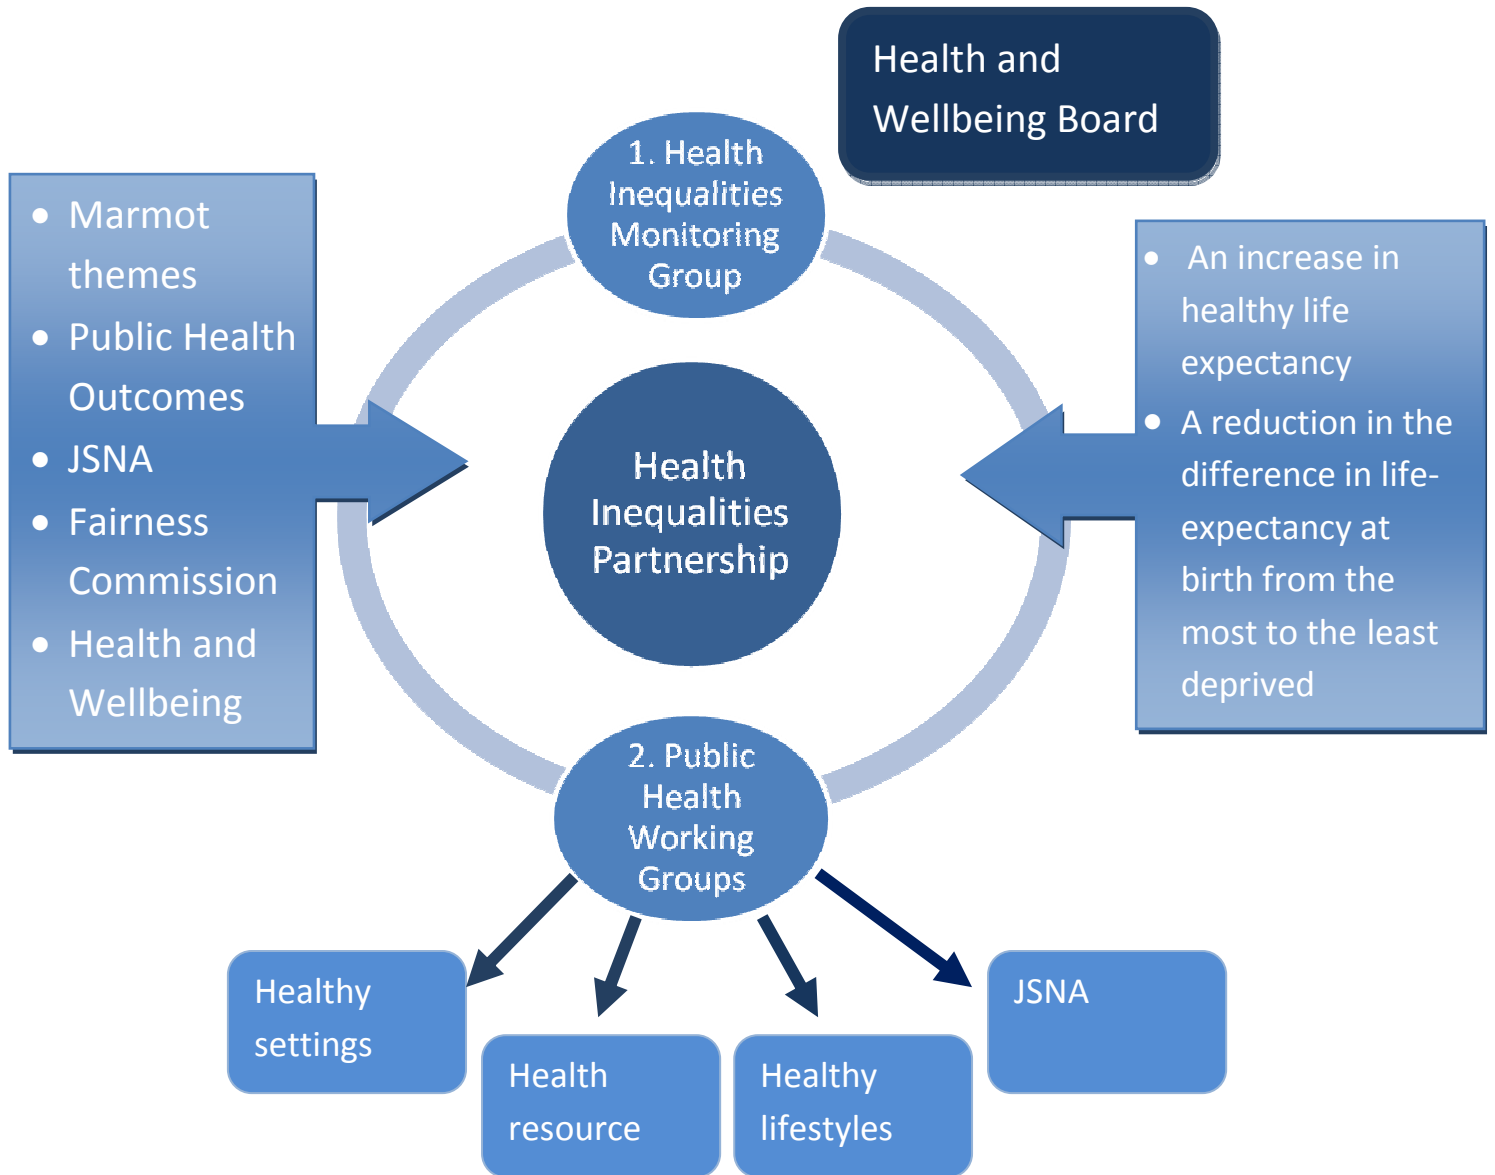 Health and
Wellbeing Board
1. Health
Inequalities
Monitoring
Group
• Marmot
themes
• Public Health
Outcomes
• JSNA
• Fairness
Commission
• Health and
Wellbeing
Health
Inequalities
Partnership
• An increase in
healthy life
expectancy
• A reduction in the
difference in life-
expectancy at
birth from the
most to the least
deprived
2. Public
Health
Working
Groups
Healthy
settings
Health
resource
Healthy
lifestyles
JSNA